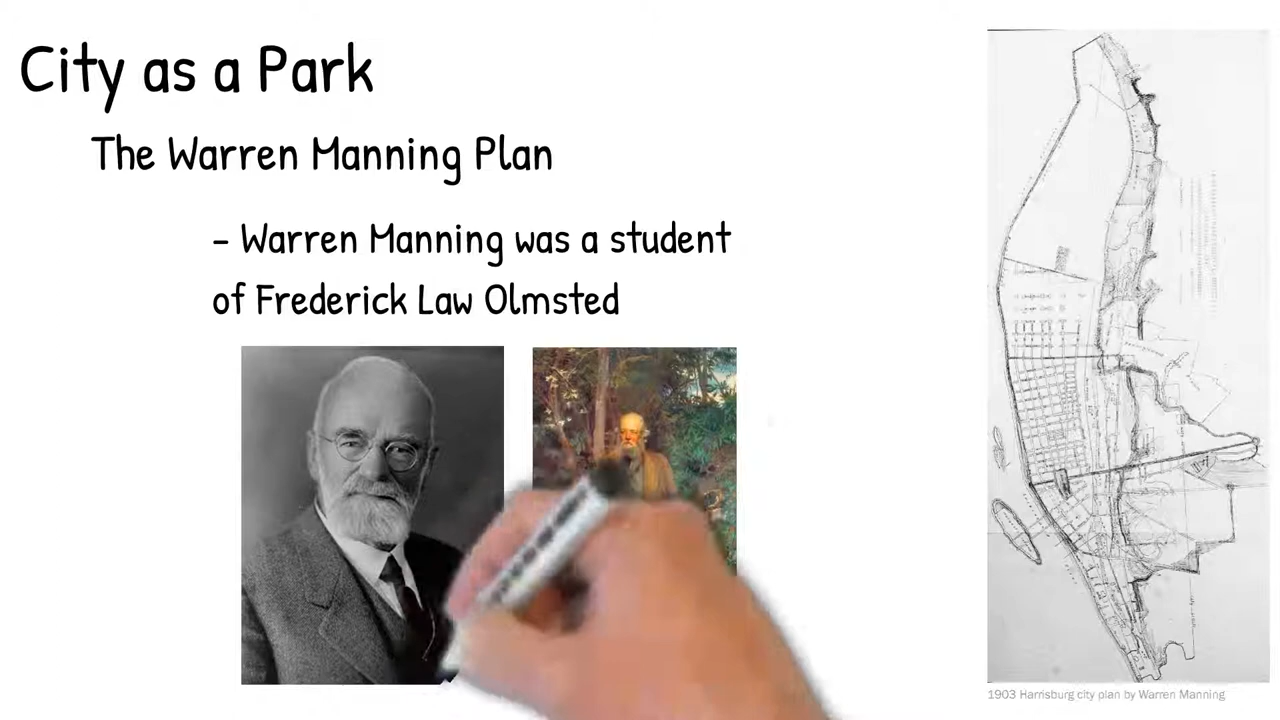 City as a Park
The Warren Manning Plan
- Warren Manning was a student
of Frederick Law Olmsted
1903 Harrisburg city plan by Warren Manning